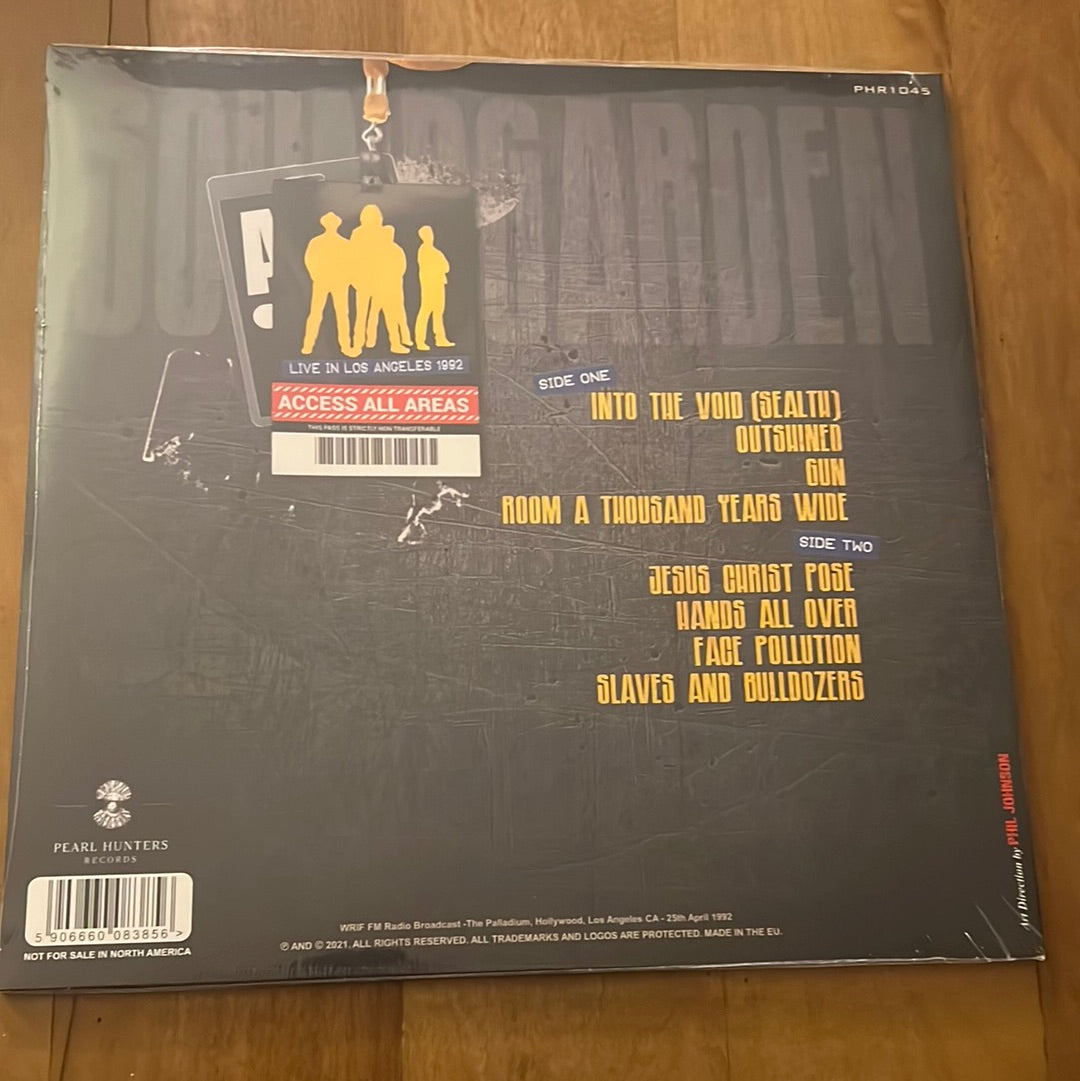 PHR1045
SOUNDGARDEN
A
LIVE IN LOS ANGELES 1992
ACCESS ALL AREAS
THIS PASS IS STRICTLY NON TRANSFERABLE
SIDE ONE
INTO THE VOID (SEALTH)
OUTSHINED
GUN
ROOM A THOUSAND YEARS WIDE
SIDE TWO
JESUS CHRIST POSE
HANDS ALL OVER
FACE POLLUTION
SLAVES AND BULLDOZERS
Art Direction by PHIL JOHNSON
PEARL HUNTERS
RECORDS
5 906660 083856 >
NOT FOR SALE IN NORTH AMERICA
WRIF FM Radio Broadcast -The Palladium, Hollywood, Los Angeles CA - 25th April 1992
Ⓟ AND © 2021. ALL RIGHTS RESERVED. ALL TRADEMARKS AND LOGOS ARE PROTECTED. MADE IN THE EU.